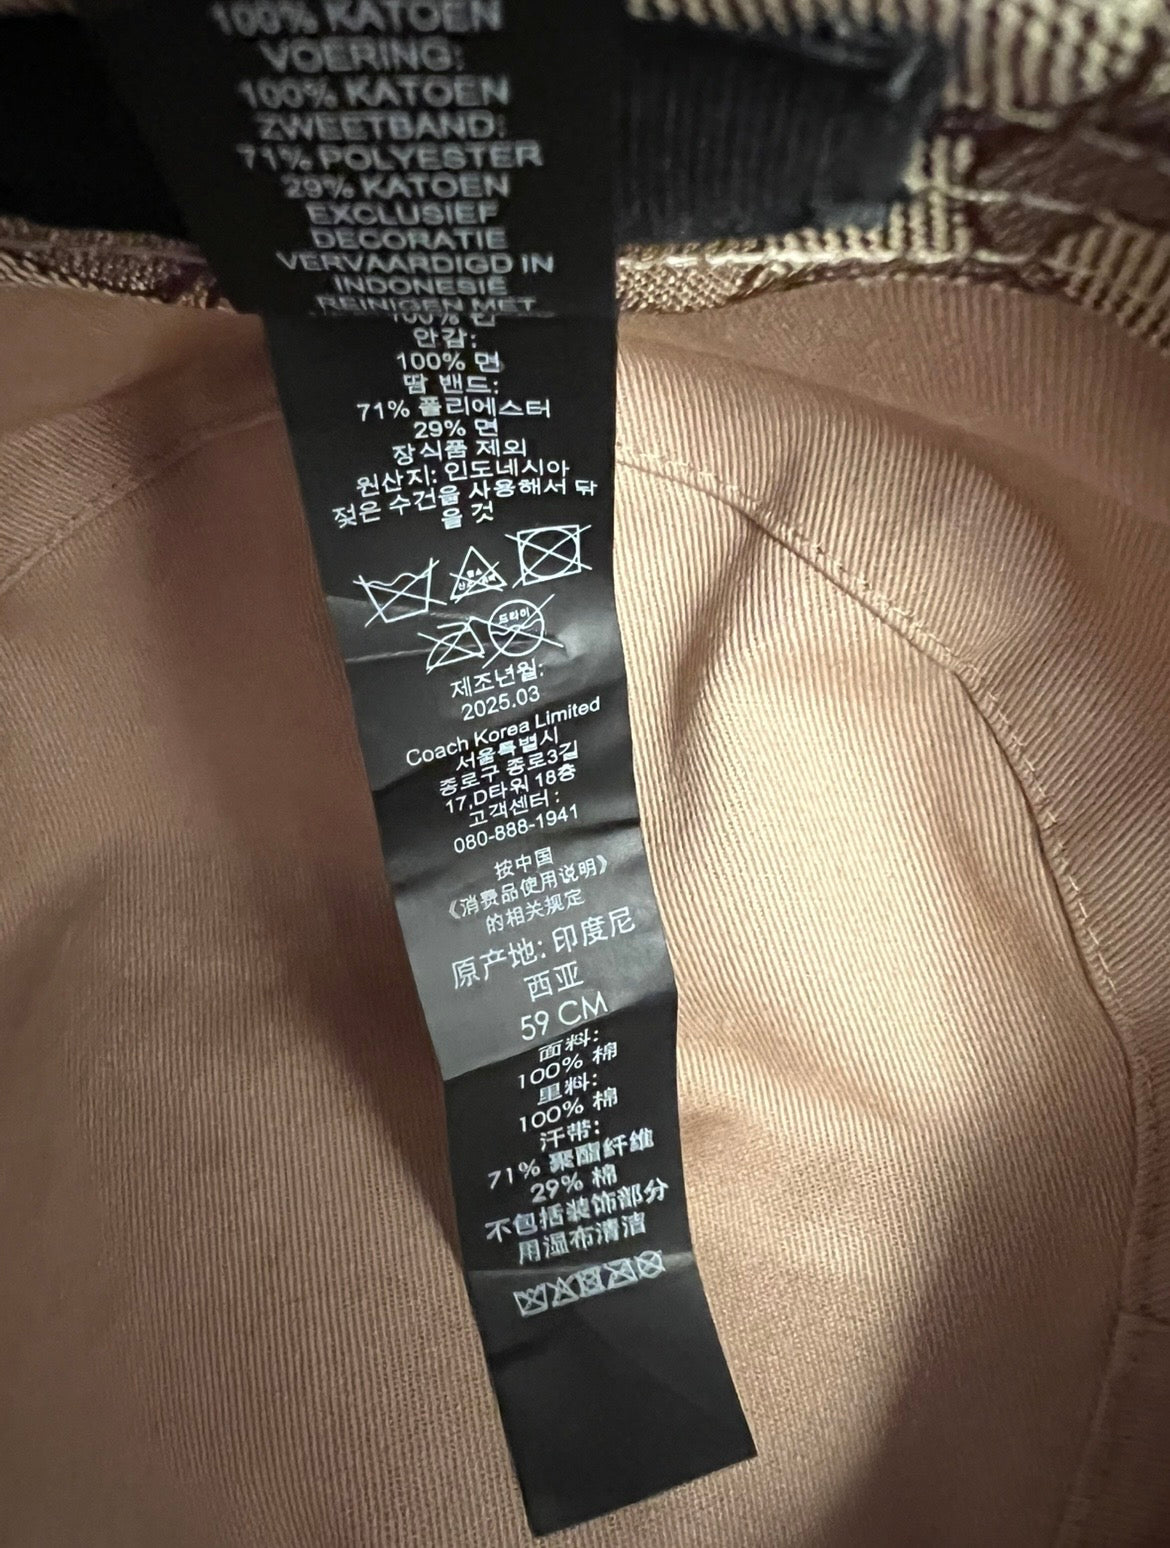 100% KATOEN
VOERING:
100% KATOEN
ZWEETBAND:
71% POLYESTER
29% KATOEN
EXCLUSIEF
DECORATIE
VERVAARDIGD IN
INDONESIË
REINIGEN MET
100% 면
안감:
100% 면
땀 밴드:
71% 폴리에스터
29% 면
장식품 제외
원산지: 인도네시아
젖은 수건을 사용해서 닦
을 것
드라이
제조년월:
2025.03
Coach Korea Limited
서울특별시
종로구 종로3길
17,D타워 18층
고객센터 :
080-888-1941
按中国
《消费品使用说明》
的相关规定
原产地: 印度尼
西亚
59 CM
面料:
100% 棉
里料:
100% 棉
汗带:
71% 聚酯纤维
29% 棉
不包括装饰部分
用湿布清洁